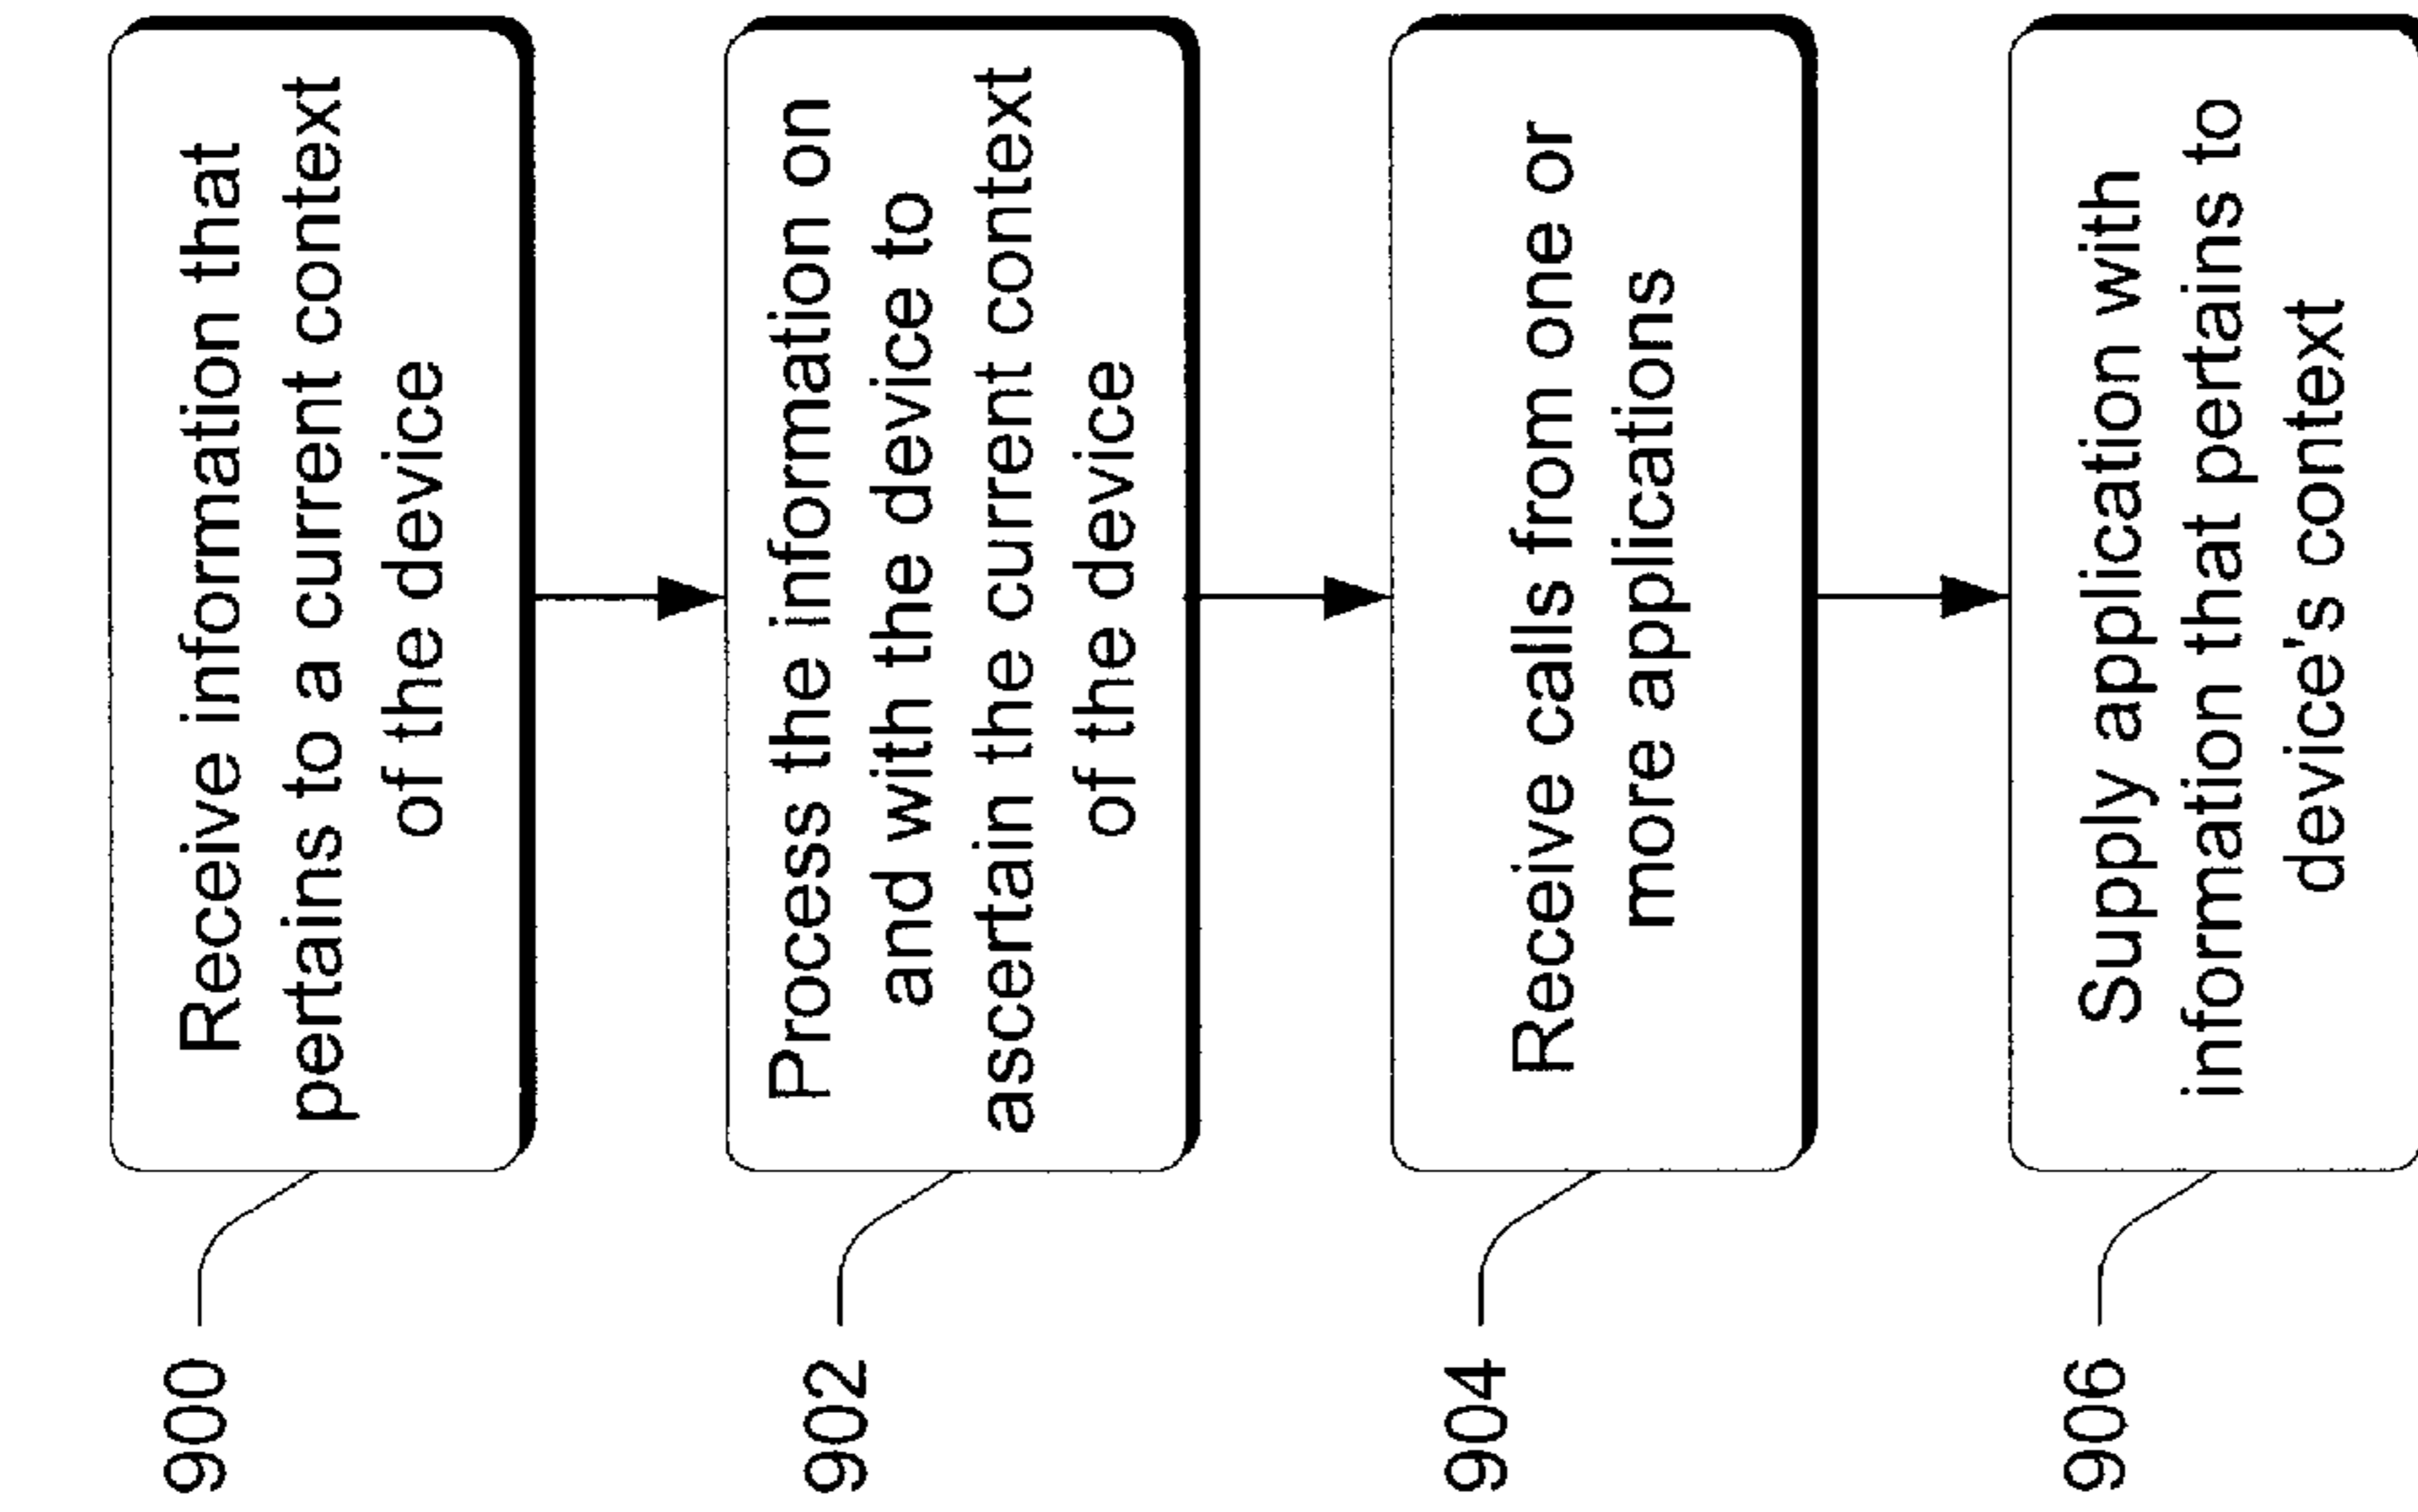 900
Receive information that
pertains to a current context
of the device
902
Process the information on
and with the device to
ascertain the current context
of the device
904
Receive calls from one or
more applications
906
Supply application with
information that pertains to
device's context